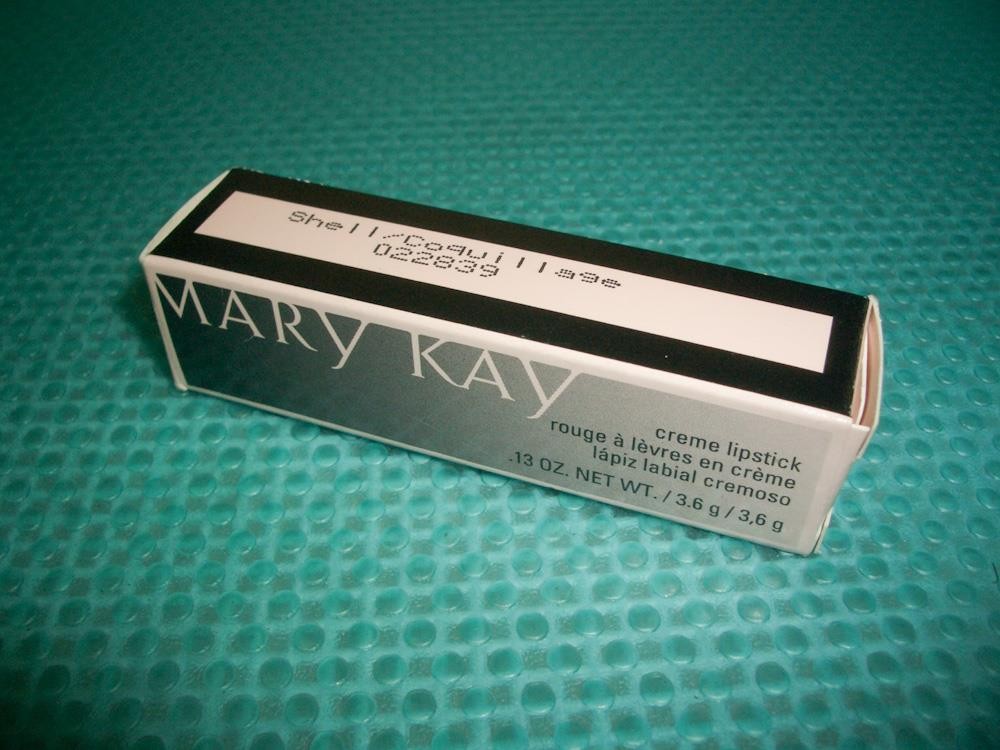 Shell/Coquillage
022839
MARY KAY
creme lipstick
rouge à lèvres en crème
lápiz labial cremoso
.13 OZ. NET WT. / 3.6 g / 3,6 g